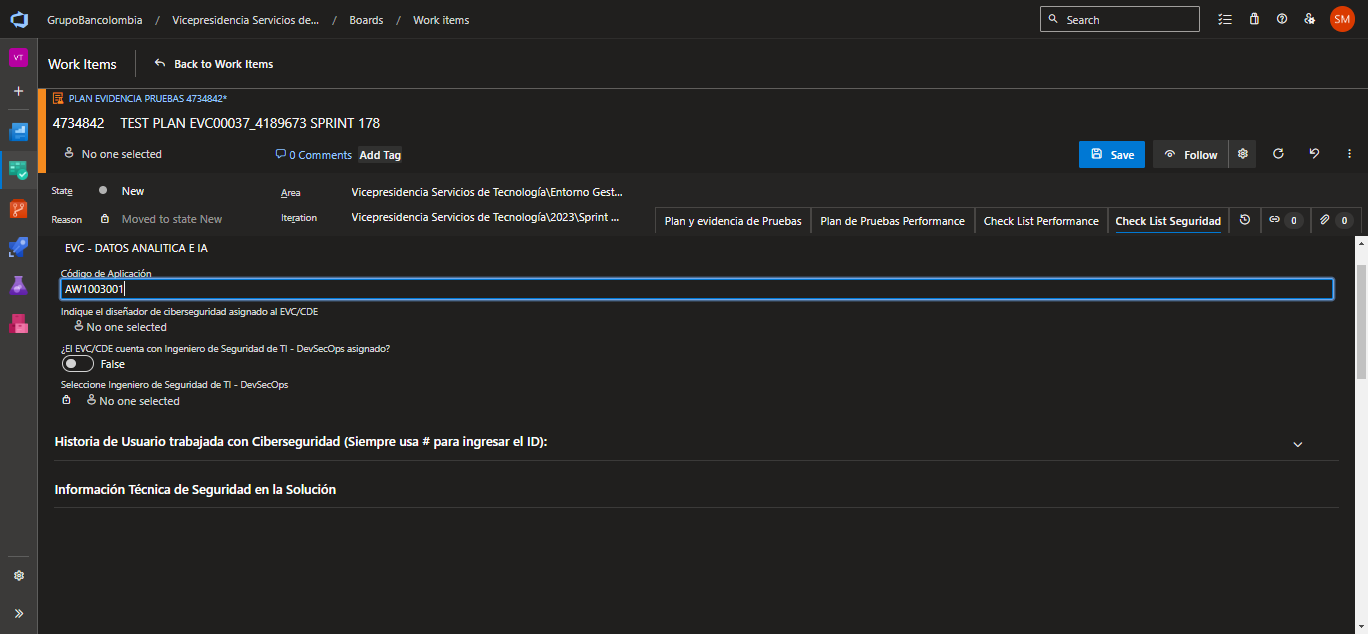 GrupoBancolombia / Vicepresidencia Servicios de... / Boards / Work items
Search
SM
VT
Work Items
Back to Work Items
PLAN EVIDENCIA PRUEBAS 4734842*
4734842 TEST PLAN EVC00037_4189673 SPRINT 178
No one selected
0 Comments
Add Tag
Save
Follow
State
New
Area
Vicepresidencia Servicios de Tecnología\Entorno Gest...
Reason
Moved to state New
Iteration
Vicepresidencia Servicios de Tecnología\2023\Sprint ...
Plan y evidencia de Pruebas
Plan de Pruebas Performance
Check List Performance
Check List Seguridad
0
0
EVC - DATOS ANALITICA E IA
Código de Aplicación
AW1003001
Indique el diseñador de ciberseguridad asignado al EVC/CDE
No one selected
¿El EVC/CDE cuenta con Ingeniero de Seguridad de TI - DevSecOps asignado?
False
Seleccione Ingeniero de Seguridad de TI - DevSecOps
No one selected
Historia de Usuario trabajada con Ciberseguridad (Siempre usa # para ingresar el ID):
Información Técnica de Seguridad en la Solución